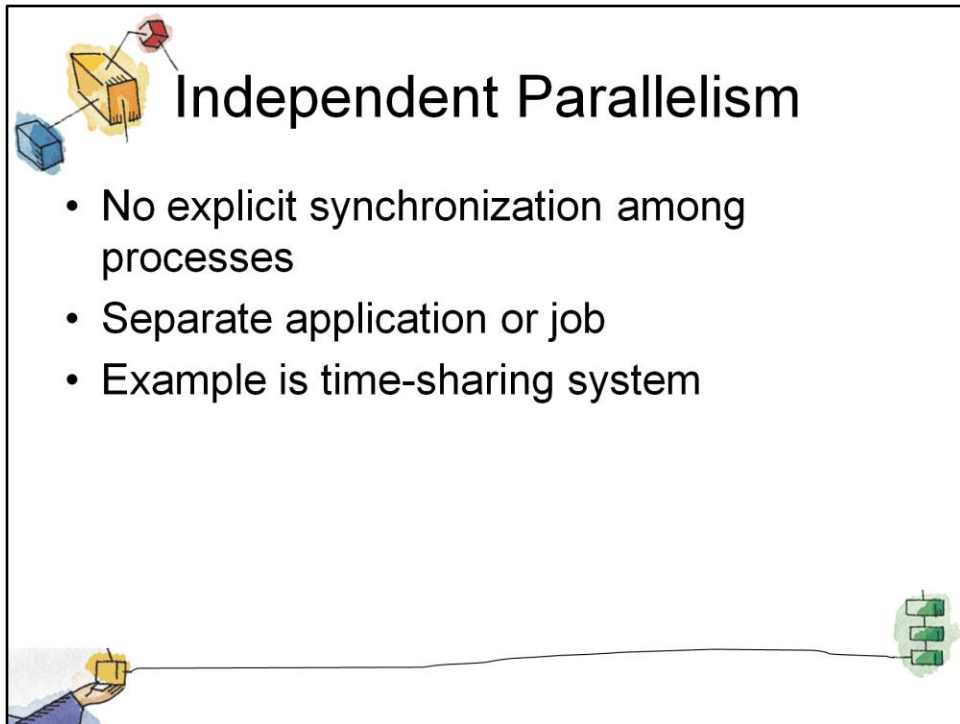 Independent Parallelism
• No explicit synchronization among
processes
• Separate application or job
• Example is time-sharing system